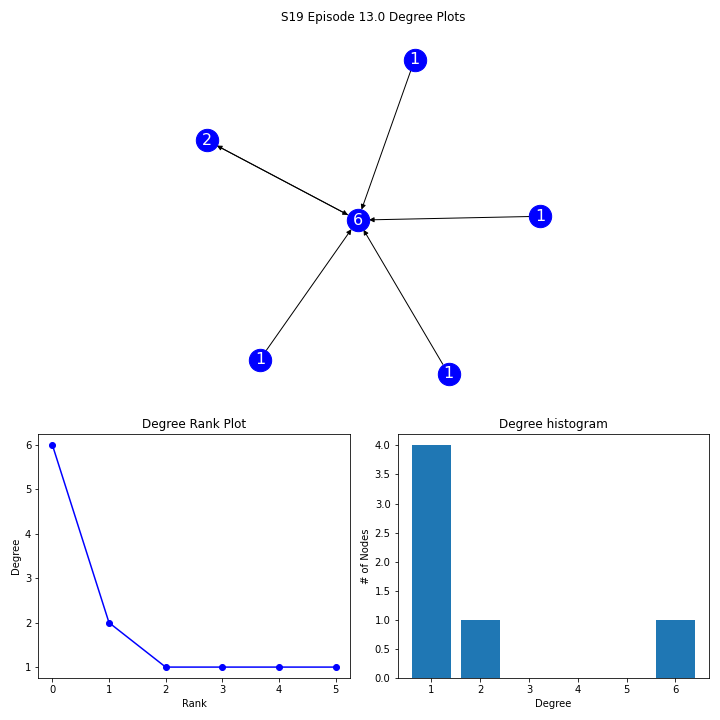 S19 Episode 13.0 Degree Plots
1
2
1
6
1
1
Degree Rank Plot
6
5
4
3
2
1
Degree
0 1 2 3 4 5
Rank
Degree histogram
4.0
3.5
3.0
2.5
2.0
1.5
1.0
0.5
0.0
# of Nodes
1 2 3 4 5 6
Degree